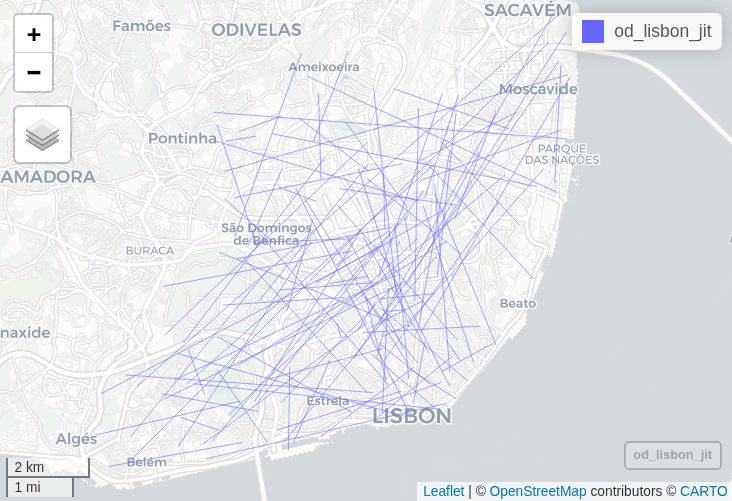 +
−
od_lisbon_jit
SACAVÉM
Famões
ODIVELAS
Ameixoeira
Moscavide
Pontinha
PARQUE
DAS NAÇÕES
AMADORA
São Domingos
de Benfica
BURACA
Beato
naxide
Estrela
LISBON
Algés
Belém
od_lisbon_jit
2 km
1 mi
Leaflet | © OpenStreetMap contributors © CARTO